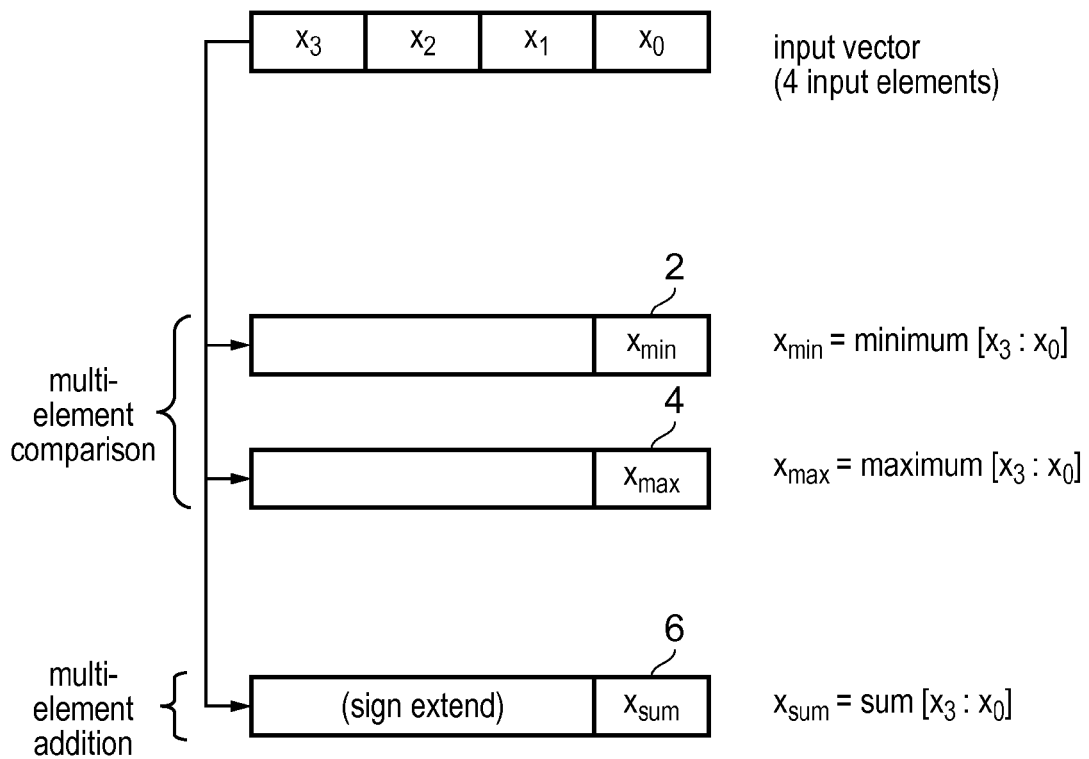 x3 x2 x1 x0
input vector
(4 input elements)
2
xmin
xmin = minimum [x3 : x0]
multi-
element
comparison
4
xmax
xmax = maximum [x3 : x0]
6
multi-
element
addition
(sign extend) xsum
xsum = sum [x3 : x0]